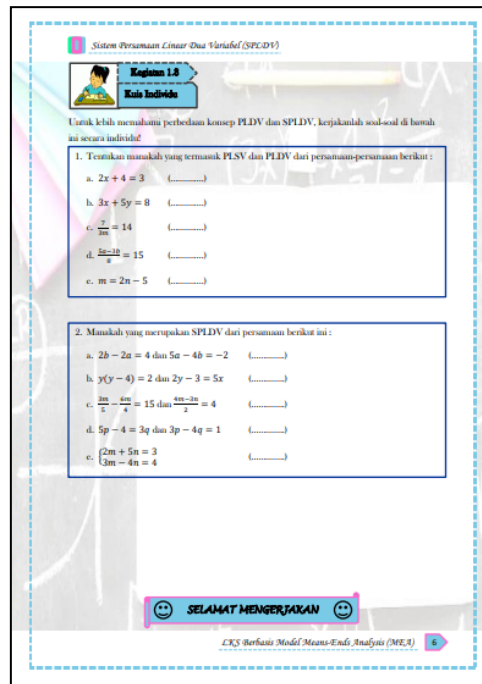 Sistem Persamaan Linear Dua Variabel (SPLDV)
Kegiatan 1.8
Kuis Individu
Untuk lebih memahami perbedaan konsep PLDV dan SPLDV, kerjakanlah soal-soal di bawah
ini secara individu!
1. Tentukan manakah yang termasuk PLSV dan PLDV dari persamaan-persamaan berikut :
a. 2x + 4 = 3 (..............)
b. 3x + 5y = 8 (..............)
c. 7/3m = 14 (..............)
d. 5a−3b/8 = 15 (..............)
e. m = 2n − 5 (..............)
2. Manakah yang merupakan SPLDV dari persamaan berikut ini :
a. 2b − 2a = 4 dan 5a − 4b = −2 (..............)
b. y(y − 4) = 2 dan 2y − 3 = 5x (..............)
c. 3m/5 − 6n/4 = 15 dan 4m−3n/2 = 4 (..............)
d. 5p − 4 = 3q dan 3p − 4q = 1 (..............)
e. {2m + 5n = 3
3m − 4n = 4 (..............)
SELAMAT MENGERJAKAN
LKS Berbasis Model Means-Ends Analysis (MEA) 6